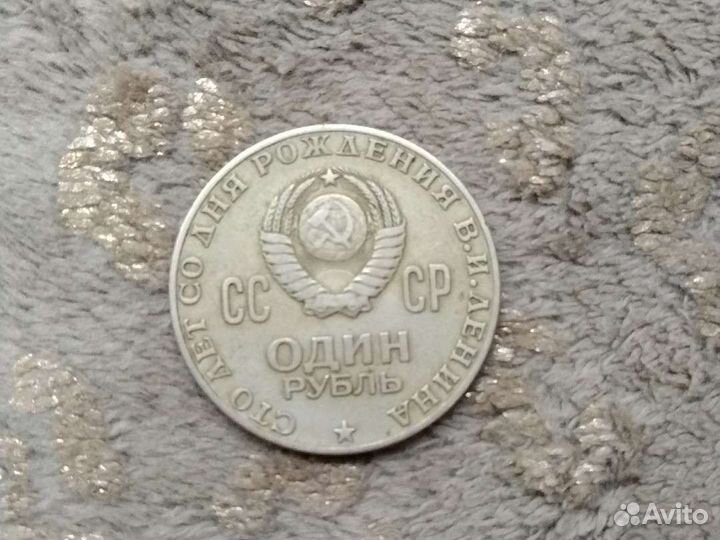 СТО ЛЕТ СО ДНЯ РОЖДЕНИЯ В.И.ЛЕНИНА
СС СР
ОДИН
РУБЛЬ
Avito